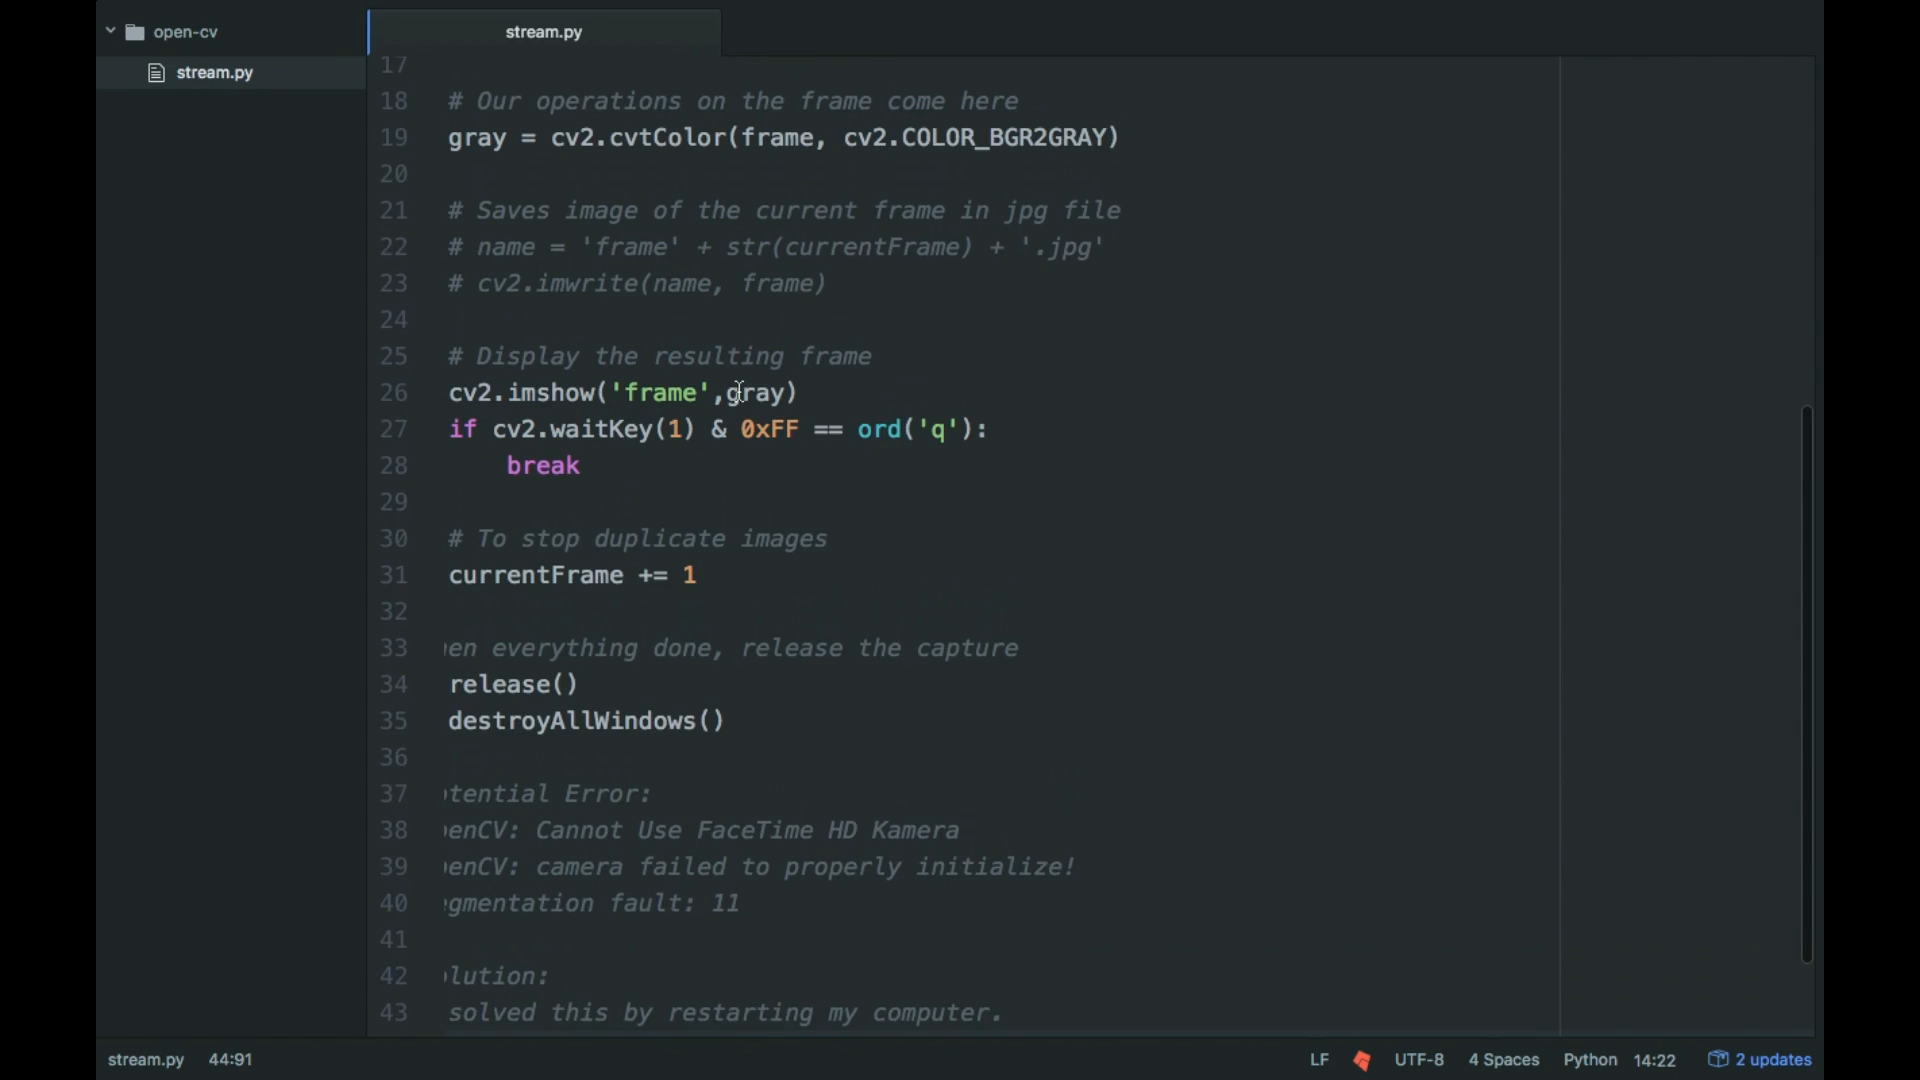 open-cv
stream.py
stream.py
17
18 # Our operations on the frame come here
19 gray = cv2.cvtColor(frame, cv2.COLOR_BGR2GRAY)
20
21 # Saves image of the current frame in jpg file
22 # name = 'frame' + str(currentFrame) + '.jpg'
23 # cv2.imwrite(name, frame)
24
25 # Display the resulting frame
26 cv2.imshow('frame',gray)
27 if cv2.waitKey(1) & 0xFF == ord('q'):
28 break
29
30 # To stop duplicate images
31 currentFrame += 1
32
33 en everything done, release the capture
34 release()
35 destroyAllWindows()
36
37 tential Error:
38 enCV: Cannot Use FaceTime HD Kamera
39 enCV: camera failed to properly initialize!
40 gmentation fault: 11
41
42 lution:
43 solved this by restarting my computer.
stream.py 44:91 LF UTF-8 4 Spaces Python 14:22 2 updates